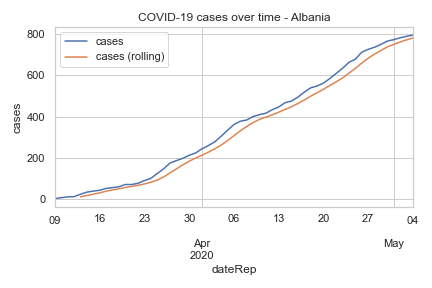 COVID-19 cases over time - Albania
cases
cases (rolling)
800
600
400
200
0
cases
09 16 23 30 06 13 20 27 04
Apr May
2020
dateRep